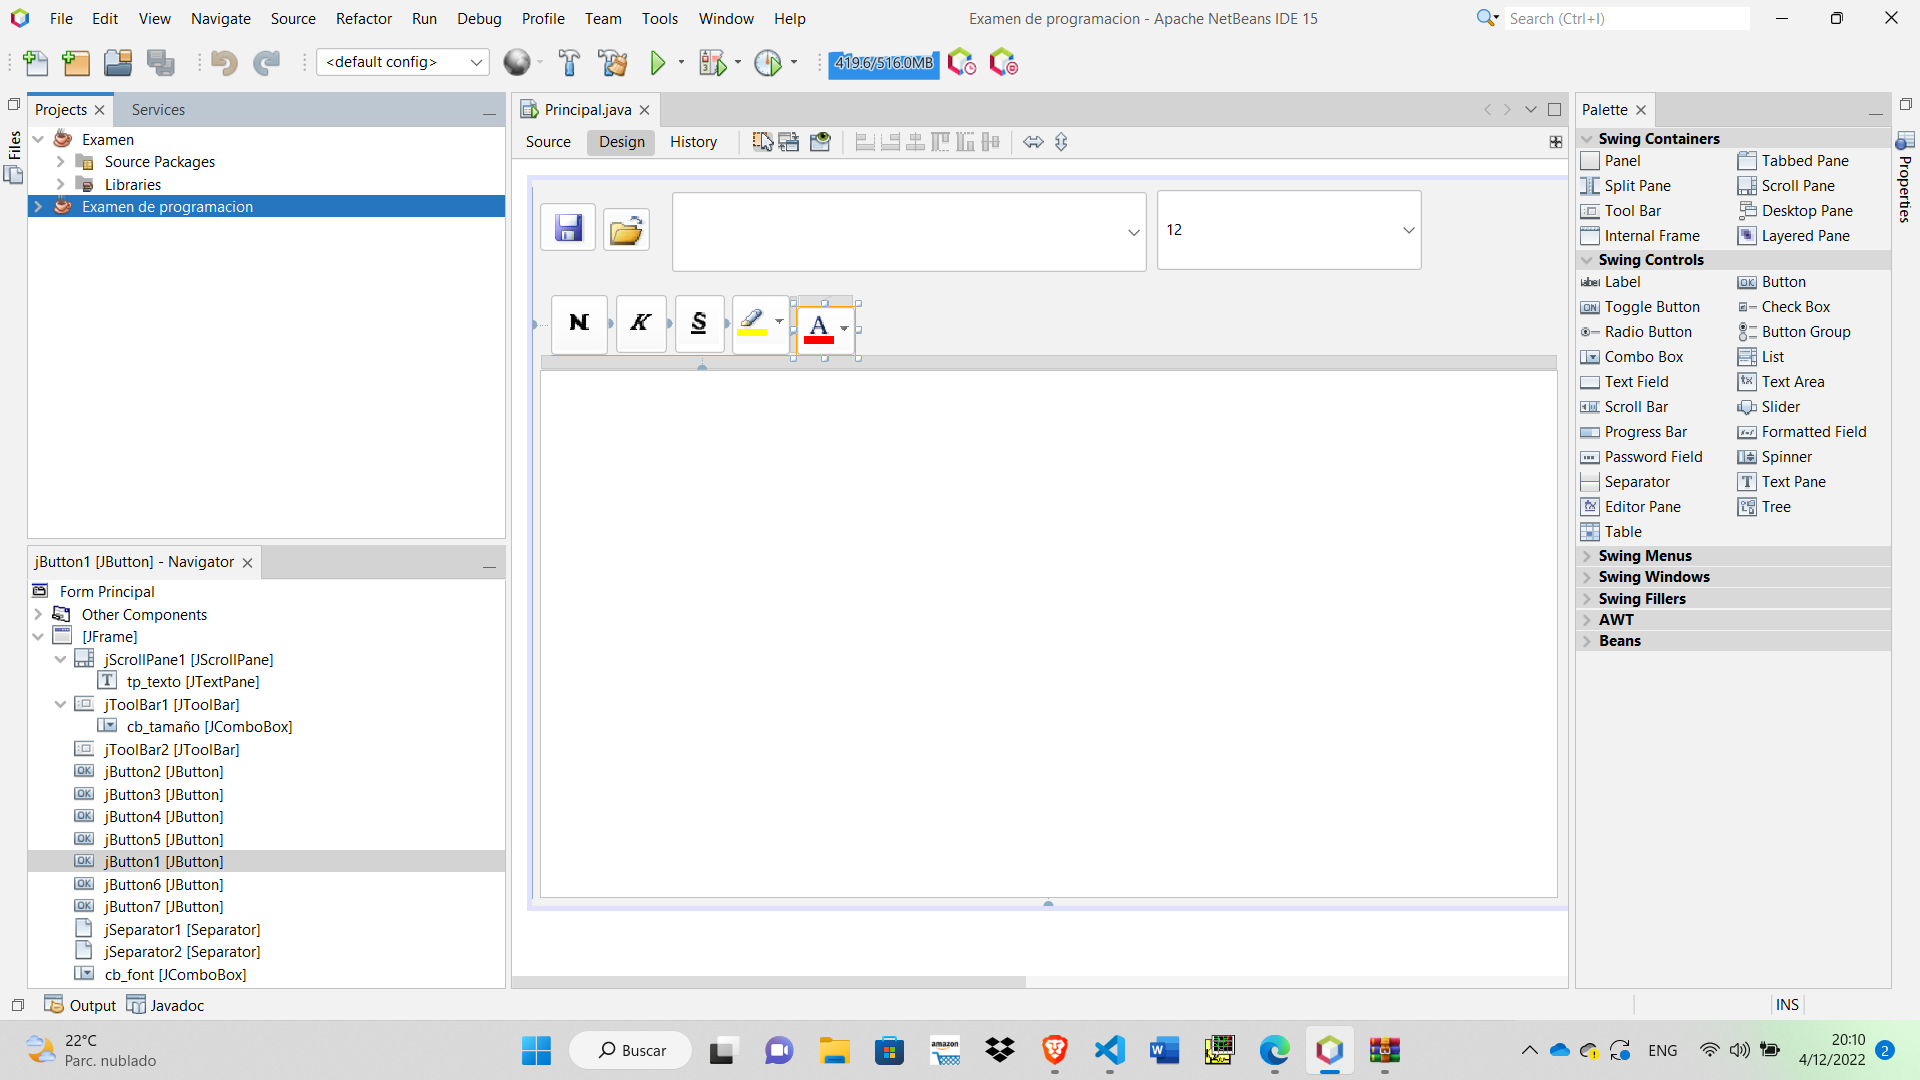 File Edit View Navigate Source Refactor Run Debug Profile Team Tools Window Help
Examen de programacion - Apache NetBeans IDE 15
Search (Ctrl+I)
<default config>
419.6/516.0MB
Files
Projects
Services
Examen
Source Packages
Libraries
Examen de programacion
jButton1 [JButton] - Navigator
Form Principal
Other Components
[JFrame]
jScrollPane1 [JScrollPane]
tp_texto [JTextPane]
jToolBar1 [JToolBar]
cb_tamaño [JComboBox]
jToolBar2 [JToolBar]
jButton2 [JButton]
jButton3 [JButton]
jButton4 [JButton]
jButton5 [JButton]
jButton1 [JButton]
jButton6 [JButton]
jButton7 [JButton]
jSeparator1 [Separator]
jSeparator2 [Separator]
cb_font [JComboBox]
Principal.java
Source Design History
12
N K S A
Palette
Swing Containers
Panel Tabbed Pane
Split Pane Scroll Pane
Tool Bar Desktop Pane
Internal Frame Layered Pane
Swing Controls
Label Button
Toggle Button Check Box
Radio Button Button Group
Combo Box List
Text Field Text Area
Scroll Bar Slider
Progress Bar Formatted Field
Password Field Spinner
Separator Text Pane
Editor Pane Tree
Table
Swing Menus
Swing Windows
Swing Fillers
AWT
Beans
Properties
Output Javadoc
INS
22°C
Parc. nublado
Buscar
amazon
ENG
20:10
4/12/2022
2